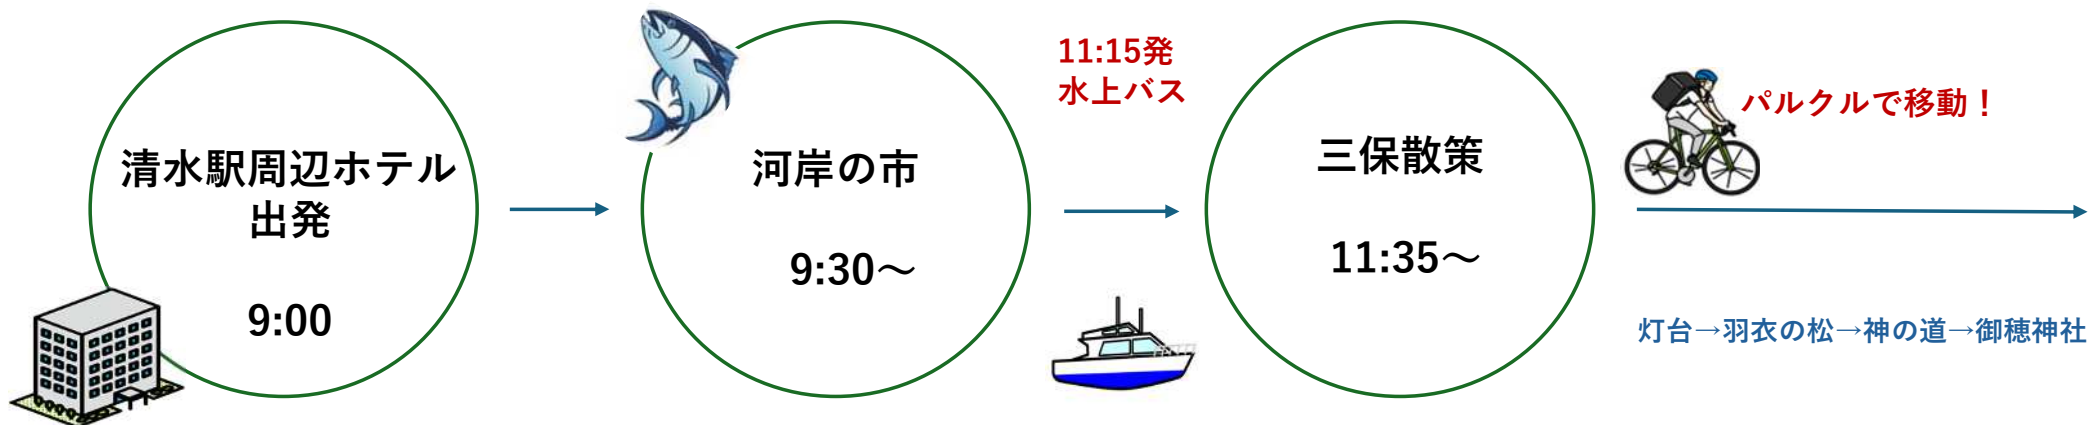 清水駅周辺ホテル
出発
9:00
河岸の市
9:30～
11:15発
水上バス
三保散策
11:35～
パルクルで移動！
灯台→羽衣の松→神の道→御穂神社